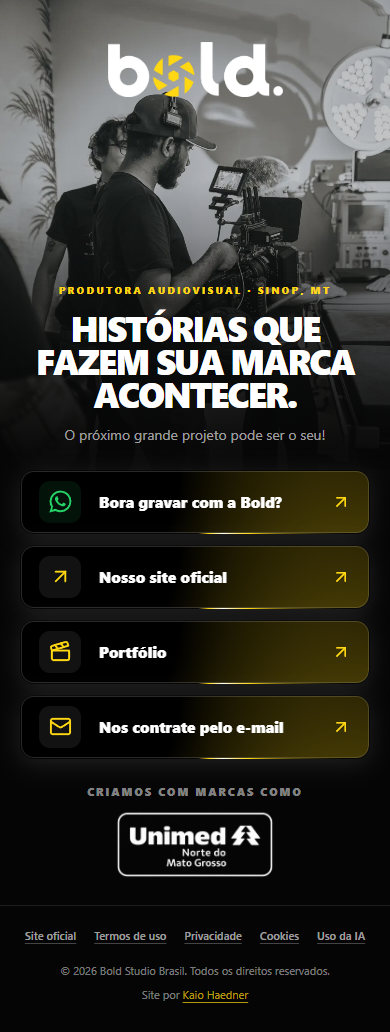 bold.
PRODUTORA AUDIOVISUAL · SINOP, MT
HISTÓRIAS QUE
FAZEM SUA MARCA
ACONTECER.
O próximo grande projeto pode ser o seu!
Bora gravar com a Bold?
Nosso site oficial
Portfólio
Nos contrate pelo e-mail
CRIAMOS COM MARCAS COMO
Unimed
Norte do
Mato Grosso
Site oficial Termos de uso Privacidade Cookies Uso da IA
© 2026 Bold Studio Brasil. Todos os direitos reservados.
Site por Kaio Haedner